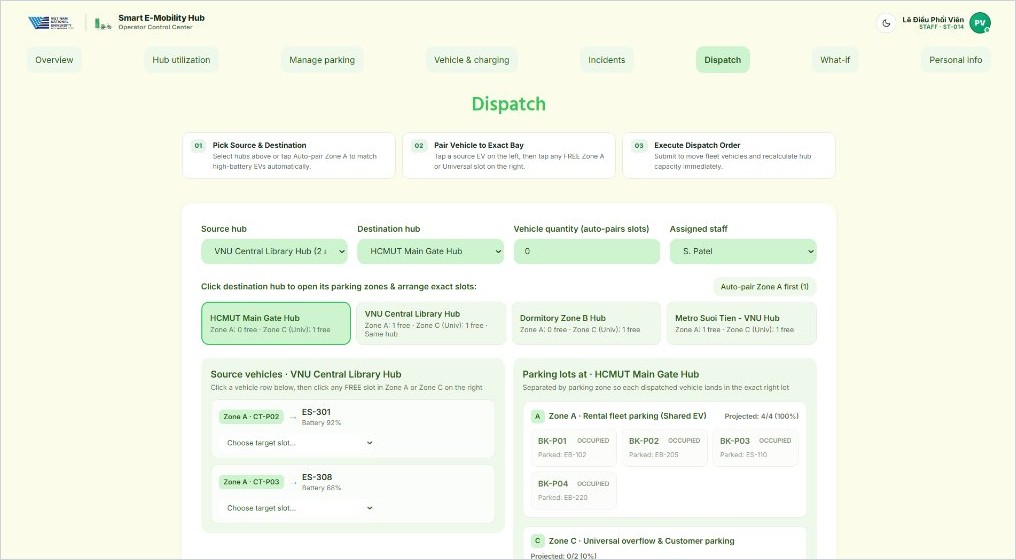 VIET NAM
NATIONAL
UNIVERSITY
Smart E-Mobility Hub
Operator Control Center
Lê Điều Phối Viên
STAFF · ST-014
PV
Overview
Hub utilization
Manage parking
Vehicle & charging
Incidents
Dispatch
What-if
Personal info
Dispatch
01 Pick Source & Destination
Select hubs above or tap Auto-pair Zone A to match
high-battery EVs automatically.
02 Pair Vehicle to Exact Bay
Tap a source EV on the left, then tap any FREE Zone A
or Universal slot on the right.
03 Execute Dispatch Order
Submit to move fleet vehicles and recalculate hub
capacity immediately.
Source hub
VNU Central Library Hub (2
Destination hub
HCMUT Main Gate Hub
Vehicle quantity (auto-pairs slots)
0
Assigned staff
S. Patel
Click destination hub to open its parking zones & arrange exact slots:
Auto-pair Zone A first (1)
HCMUT Main Gate Hub
Zone A: 0 free · Zone C (Univ): 1 free
VNU Central Library Hub
Zone A: 1 free · Zone C (Univ): 1 free ·
Same hub
Dormitory Zone B Hub
Zone A: 0 free · Zone C (Univ): 1 free
Metro Suoi Tien - VNU Hub
Zone A: 1 free · Zone C (Univ): 1 free
Source vehicles · VNU Central Library Hub
Click a vehicle row below, then click any FREE slot in Zone A or Zone C on the right
Zone A · CT-P02 → ES-301
Battery 92%
Choose target slot...
Zone A · CT-P03 → ES-308
Battery 68%
Choose target slot...
Parking lots at · HCMUT Main Gate Hub
Separated by parking zone so each dispatched vehicle lands in the exact right lot
A Zone A · Rental fleet parking (Shared EV) Projected: 4/4 (100%)
BK-P01 OCCUPIED
Parked: EB-102
BK-P02 OCCUPIED
Parked: EB-205
BK-P03 OCCUPIED
Parked: ES-110
BK-P04 OCCUPIED
Parked: EB-220
C Zone C · Universal overflow & Customer parking
Projected: 0/2 (0%)